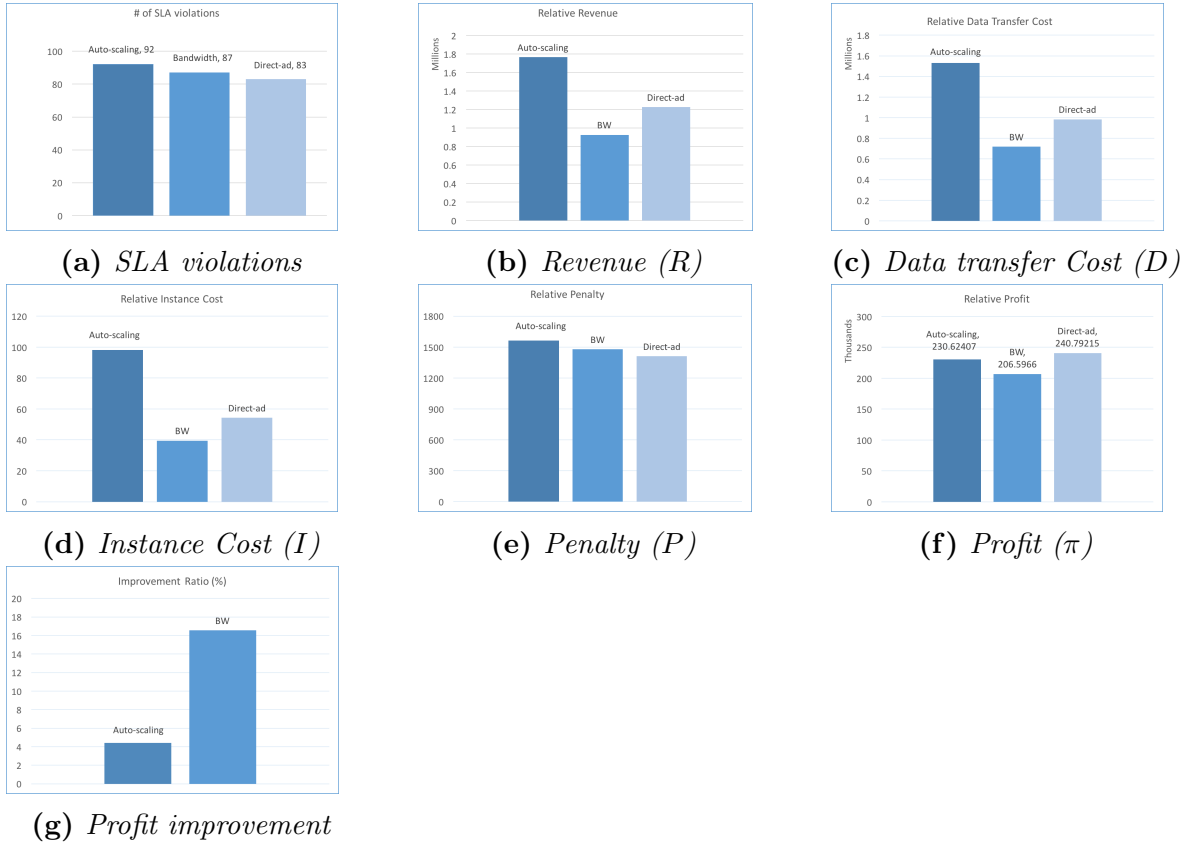 # of SLA violations
Auto-scaling, 92
Bandwidth, 87
Direct-ad, 83
100
80
60
40
20
0
(a) SLA violations
Relative Revenue
Millions
2
1.8
1.6
1.4
1.2
1
0.8
0.6
0.4
0.2
0
Auto-scaling
BW
Direct-ad
(b) Revenue (R)
Relative Data Transfer Cost
Millions
1.8
1.6
1.4
1.2
1
0.8
0.6
0.4
0.2
0
Auto-scaling
BW
Direct-ad
(c) Data transfer Cost (D)
Relative Instance Cost
120
100
80
60
40
20
0
Auto-scaling
BW
Direct-ad
(d) Instance Cost (I)
Relative Penalty
1800
1500
1200
900
600
300
0
Auto-scaling
BW
Direct-ad
(e) Penalty (P)
Relative Profit
Thousands
300
250
200
150
100
50
0
Auto-scaling,
230.62407
BW,
206.5966
Direct-ad,
240.79215
(f) Profit (π)
Improvement Ratio (%)
20
18
16
14
12
10
8
6
4
2
0
Auto-scaling
BW
(g) Profit improvement